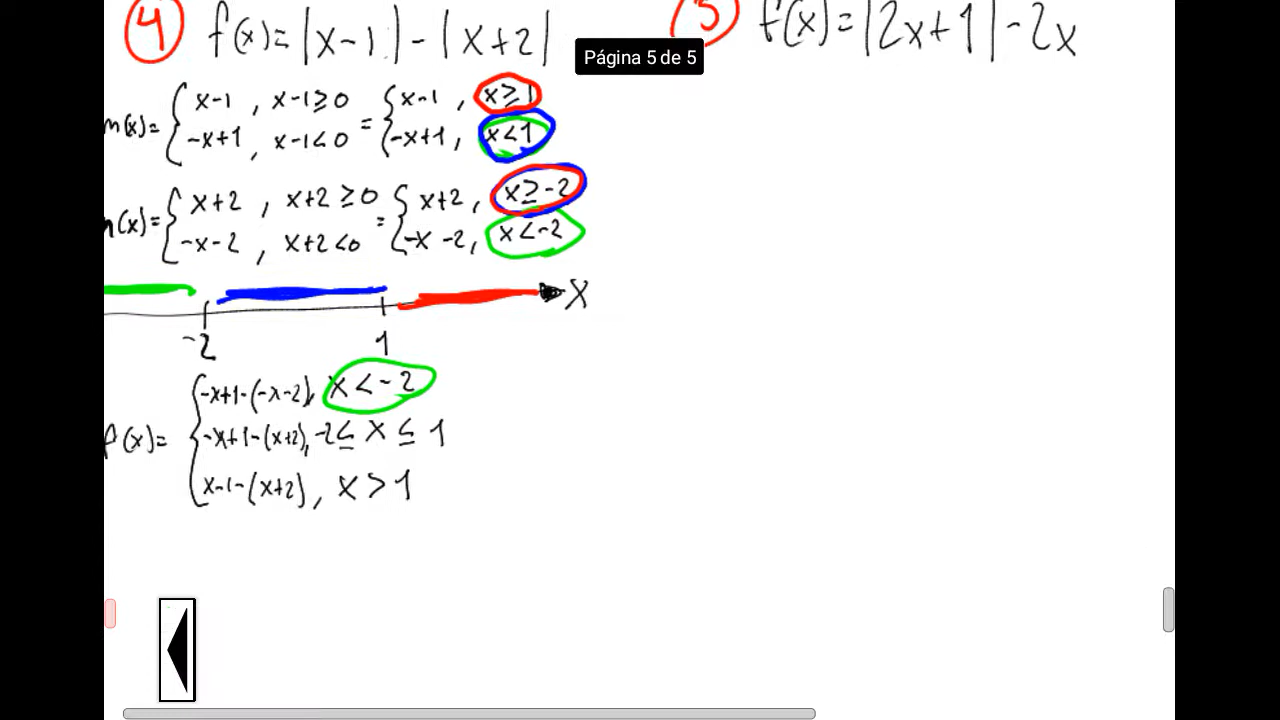 ④ f(x)=|x-1|-|x+2|
Página 5 de 5
f(x)=|2x+1|-2x
m(x)= { x-1 , x-1≥0 = { x-1 , x≥1
-x+1 , x-1<0 -x+1 , x<1
n(x)= { x+2 , x+2≥0 = { x+2 , x≥-2
-x-2 , x+2<0 -x-2, x<-2
-2 1 X
f(x)= { -x+1-(-x-2), x<-2
-x+1-(x+2), -2≤x≤1
x-1-(x+2) , x>1